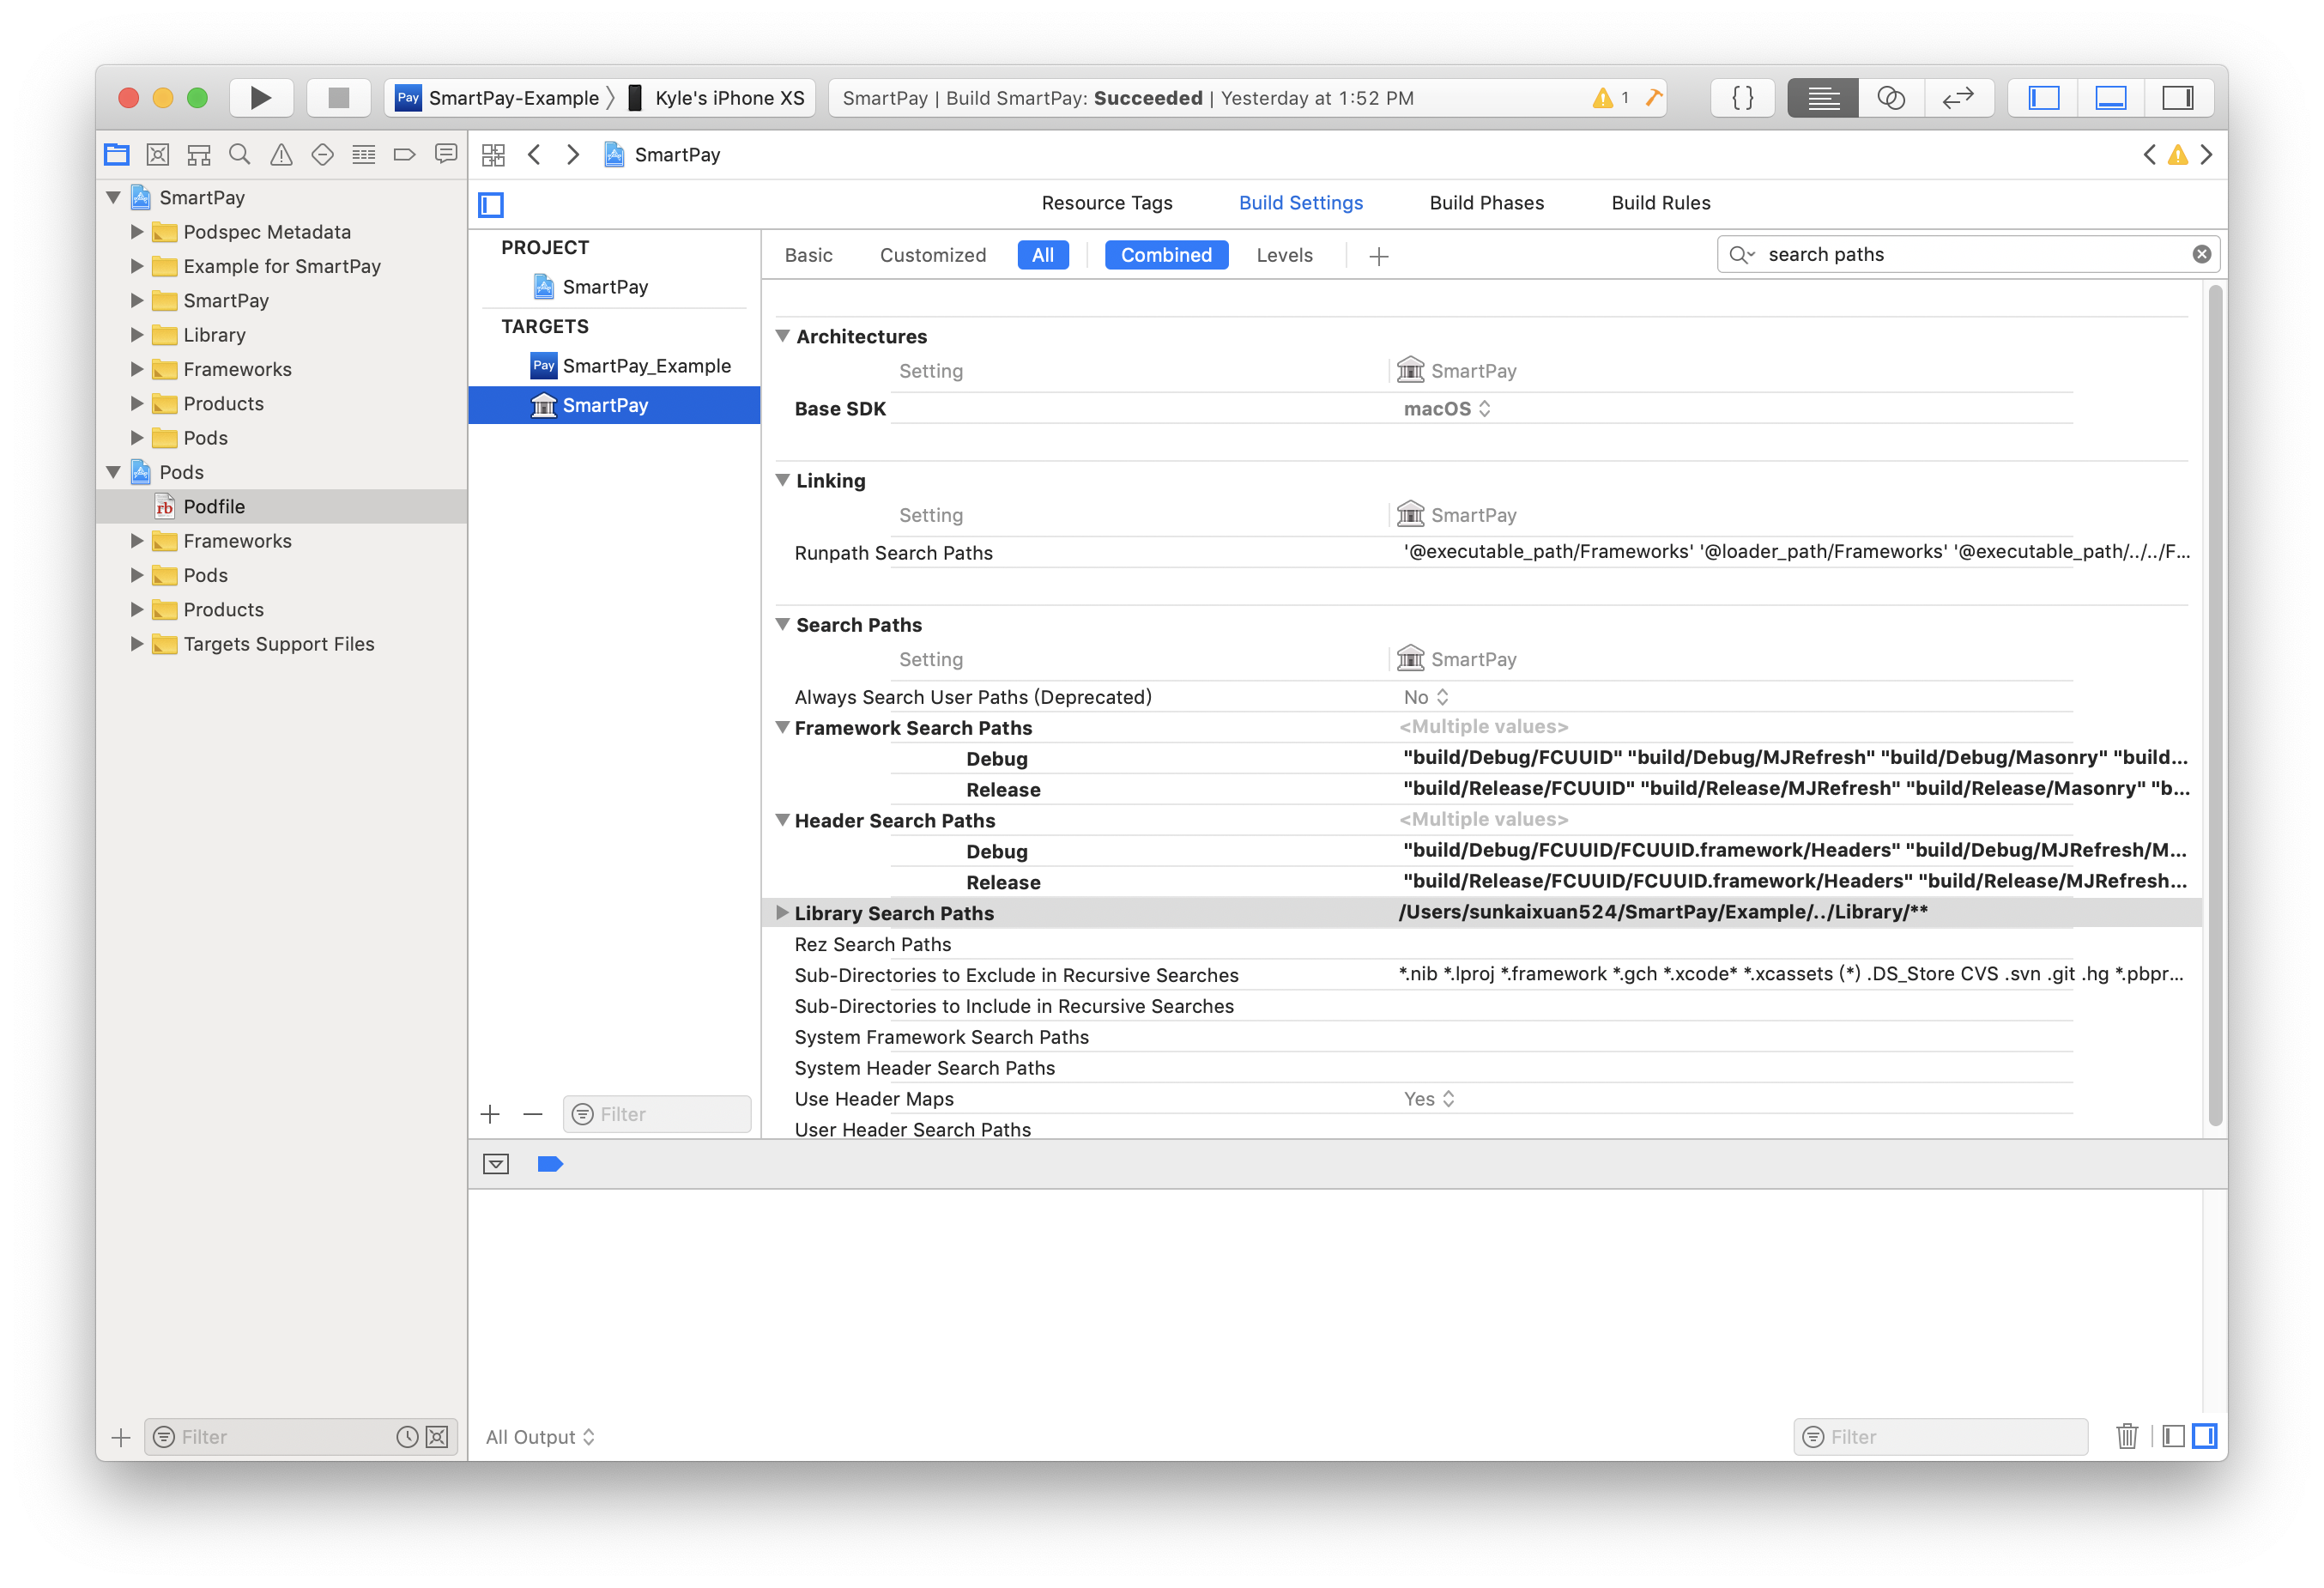 Pay SmartPay-Example 〉 Kyle's iPhone XS
SmartPay | Build SmartPay: Succeeded | Yesterday at 1:52 PM
1
{ }
SmartPay
Podspec Metadata
Example for SmartPay
SmartPay
Library
Frameworks
Products
Pods
Pods
rb Podfile
Frameworks
Pods
Products
Targets Support Files
Filter
SmartPay
Resource Tags
Build Settings
Build Phases
Build Rules
PROJECT
SmartPay
TARGETS
Pay SmartPay_Example
SmartPay
Filter
Basic
Customized
All
Combined
Levels
search paths
Architectures
Setting SmartPay
Base SDK macOS
Linking
Setting SmartPay
Runpath Search Paths '@executable_path/Frameworks' '@loader_path/Frameworks' '@executable_path/../../F...
Search Paths
Setting SmartPay
Always Search User Paths (Deprecated) No
Framework Search Paths <Multiple values>
Debug "build/Debug/FCUUID" "build/Debug/MJRefresh" "build/Debug/Masonry" "build...
Release "build/Release/FCUUID" "build/Release/MJRefresh" "build/Release/Masonry" "b...
Header Search Paths <Multiple values>
Debug "build/Debug/FCUUID/FCUUID.framework/Headers" "build/Debug/MJRefresh/M...
Release "build/Release/FCUUID/FCUUID.framework/Headers" "build/Release/MJRefresh...
Library Search Paths /Users/sunkaixuan524/SmartPay/Example/../Library/**
Rez Search Paths
Sub-Directories to Exclude in Recursive Searches *.nib *.lproj *.framework *.gch *.xcode* *.xcassets (*) .DS_Store CVS .svn .git .hg *.pbpr...
Sub-Directories to Include in Recursive Searches
System Framework Search Paths
System Header Search Paths
Use Header Maps Yes
User Header Search Paths
All Output
Filter